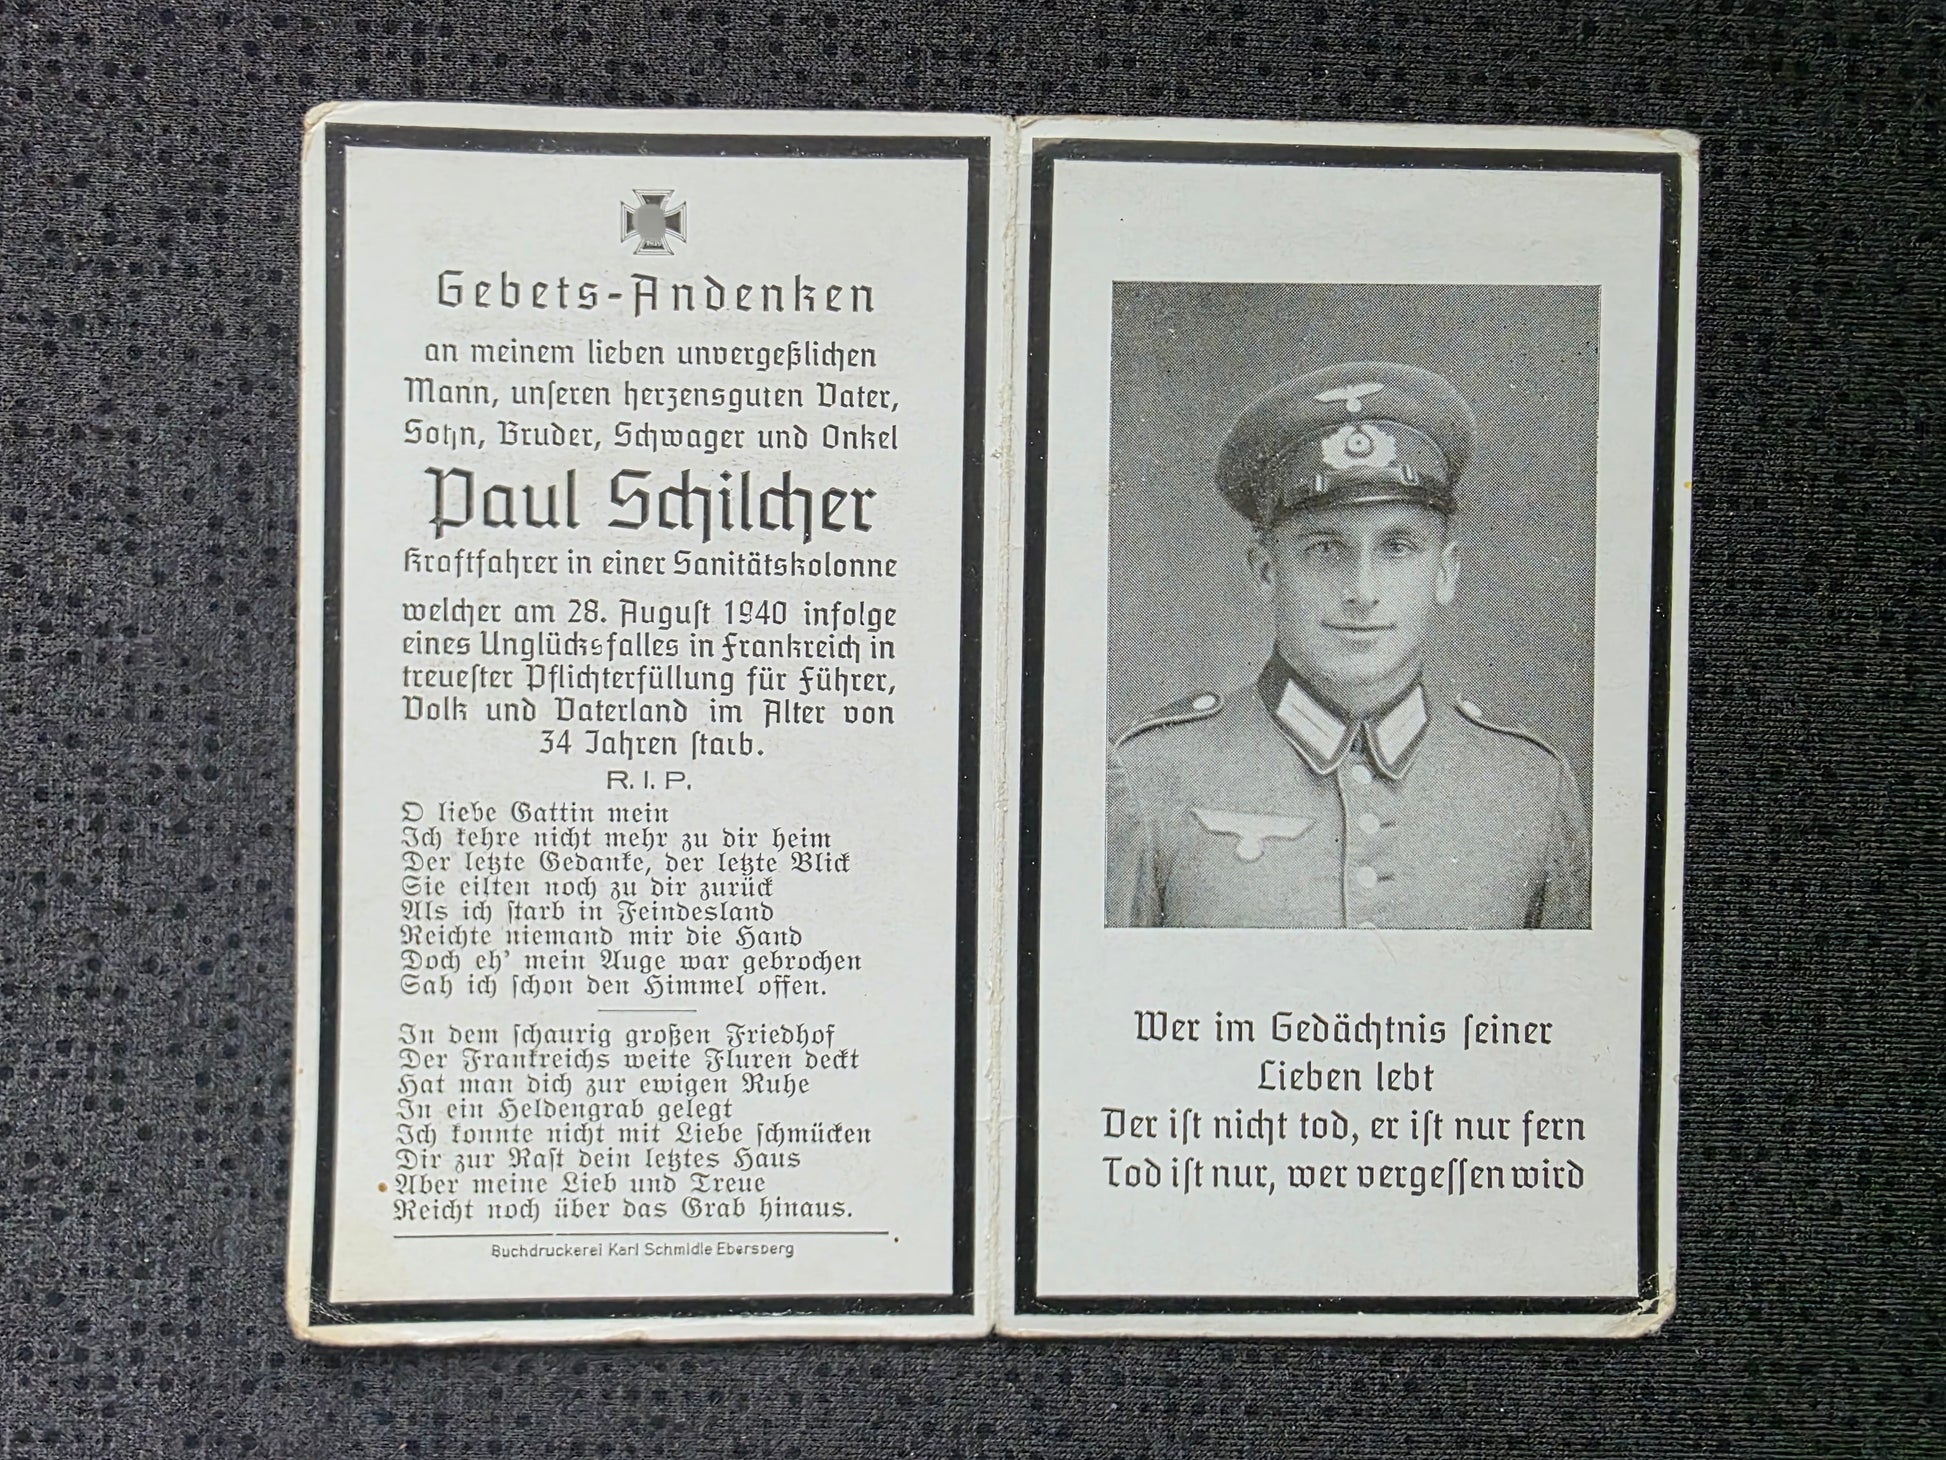 Gebets-Andenken
an meinem lieben unvergeßlichen
Mann, unseren herzensguten Vater,
Sohn, Bruder, Schwager und Onkel
Paul Schilcher
Kraftfahrer in einer Sanitätskolonne
welcher am 28. August 1940 infolge
eines Unglücksfalles in Frankreich in
treuester Pflichterfüllung für Führer,
Volk und Vaterland im Alter von
34 Jahren starb.
R. I. P.
O liebe Gattin mein
Ich kehre nicht mehr zu dir heim
Der letzte Gedanke, der letzte Blick
Sie eilten noch zu dir zurück
Als ich starb in Feindesland
Reichte niemand mir die Hand
Doch eh' mein Auge war gebrochen
Sah ich schon den Himmel offen.
In dem schaurig großen Friedhof
Der Frankreichs weite Fluren deckt
Hat man dich zur ewigen Ruhe
In ein Heldengrab gelegt
Ich konnte nicht mit Liebe schmücken
Dir zur Rast dein letztes Haus
Aber meine Lieb und Treue
Reicht noch über das Grab hinaus.
Buchdruckerei Karl Schmidle Ebersberg
Wer im Gedächtnis seiner
Lieben lebt
Der ist nicht tod, er ist nur fern
Tod ist nur, wer vergessen wird